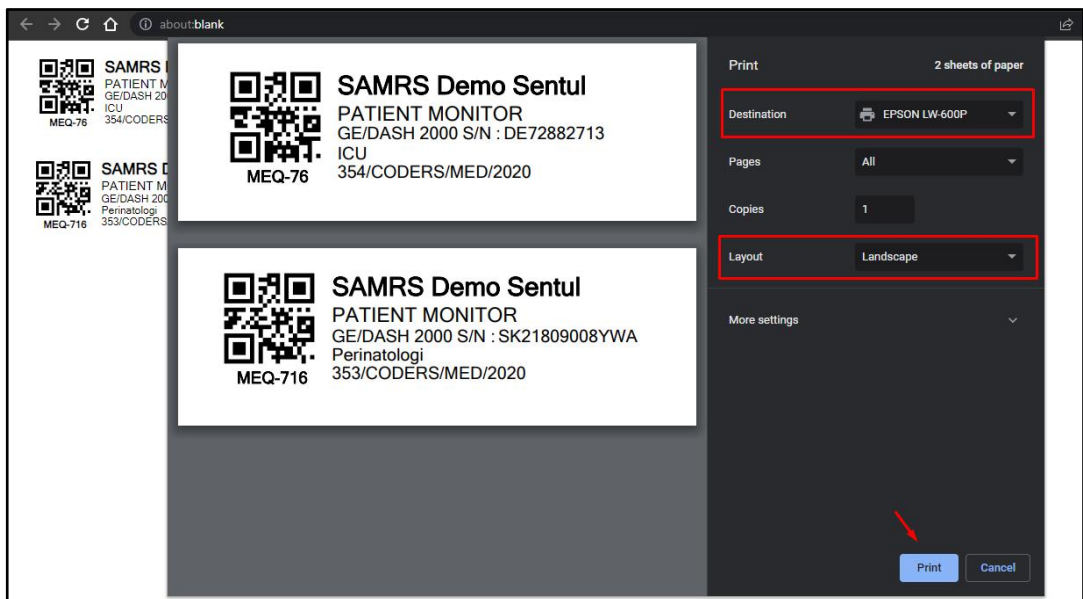 about:blank
SAMRS
PATIENT M
GE/DASH 20
ICU
354/CODERS
MEQ-76
SAMRS
PATIENT M
GE/DASH 200
Perinatologi
353/CODERS
MEQ-716
SAMRS Demo Sentul
PATIENT MONITOR
GE/DASH 2000 S/N : DE72882713
ICU
354/CODERS/MED/2020
MEQ-76
SAMRS Demo Sentul
PATIENT MONITOR
GE/DASH 2000 S/N : SK21809008YWA
Perinatologi
353/CODERS/MED/2020
MEQ-716
Print 2 sheets of paper
Destination EPSON LW-600P
Pages All
Copies 1
Layout Landscape
More settings
Print Cancel